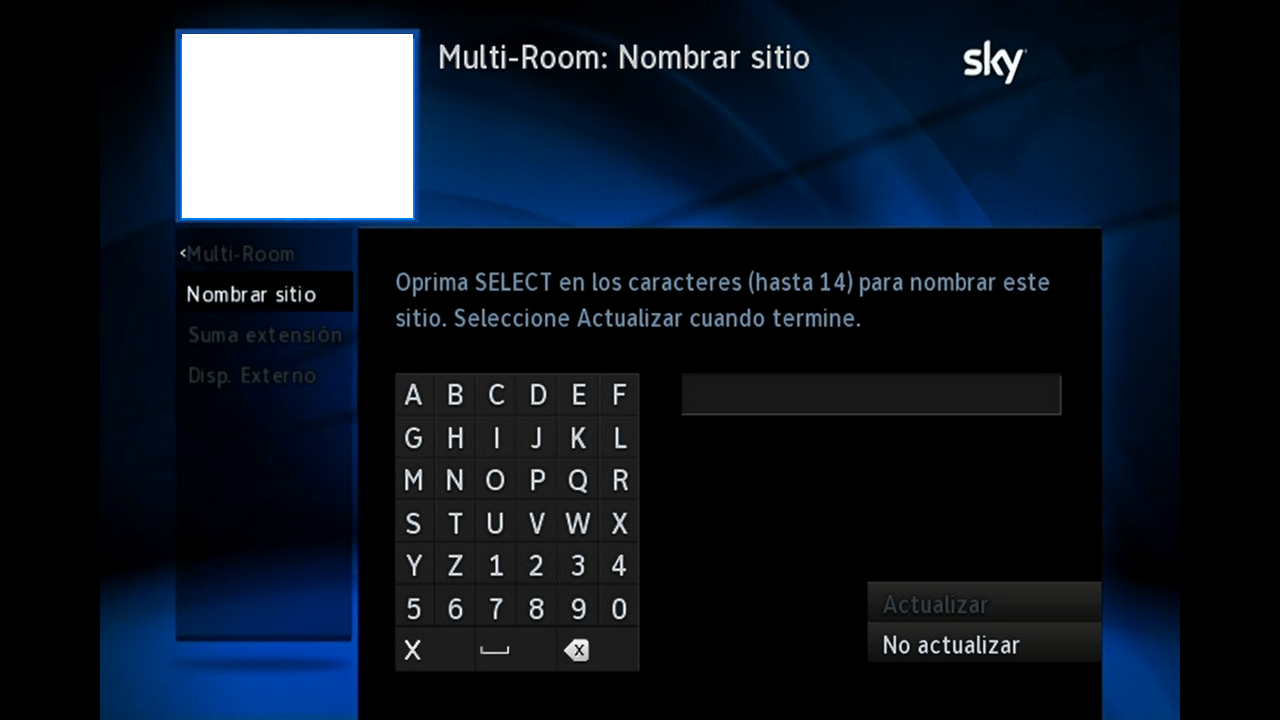 Multi-Room: Nombrar sitio
sky
<Multi-Room
Nombrar sitio
Suma extensión
Disp. Externo
Oprima SELECT en los caracteres (hasta 14) para nombrar este
sitio. Seleccione Actualizar cuando termine.
A B C D E F
G H I J K L
M N O P Q R
S T U V W X
Y Z 1 2 3 4
5 6 7 8 9 0
X
Actualizar
No actualizar